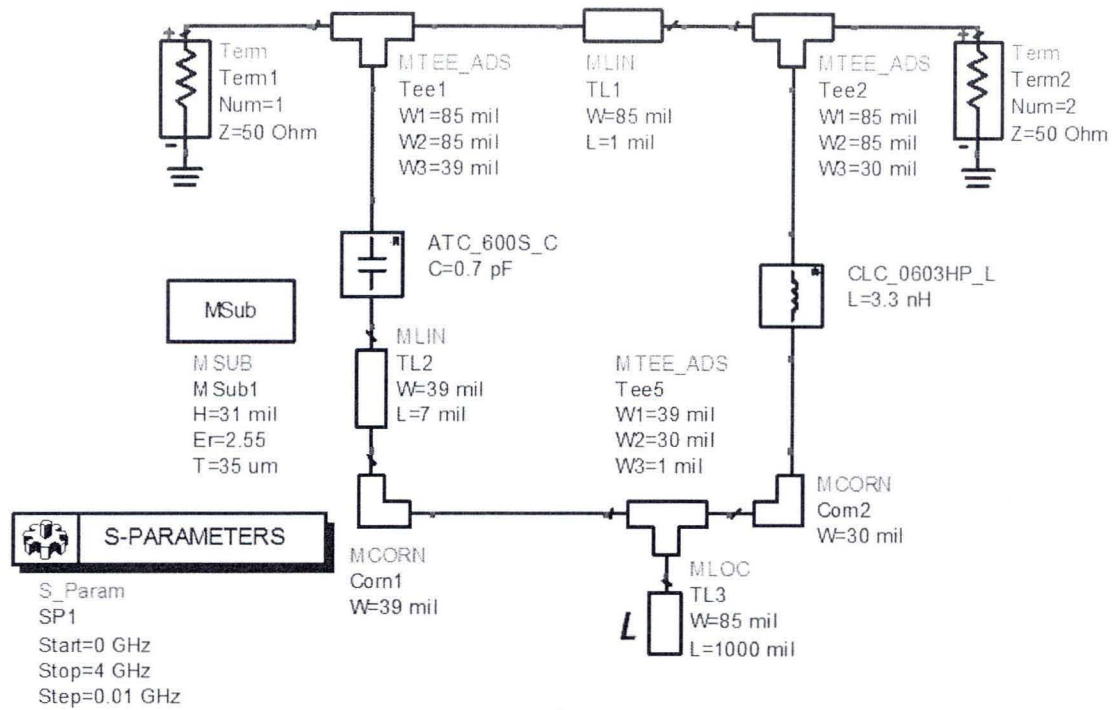 Term
Term1
Num=1
Z=50 Ohm
MTEE_ADS
Tee1
W1=85 mil
W2=85 mil
W3=39 mil
MLIN
TL1
W=85 mil
L=1 mil
MTEE_ADS
Tee2
W1=85 mil
W2=85 mil
W3=30 mil
Term
Term2
Num=2
Z=50 Ohm
ATC_600S_C
C=0.7 pF
CLC_0603HP_L
L=3.3 nH
MSub
MSUB
MSub1
H=31 mil
Er=2.55
T=35 um
MLIN
TL2
W=39 mil
L=7 mil
MTEE_ADS
Tee5
W1=39 mil
W2=30 mil
W3=1 mil
MCORN
Corn2
W=30 mil
S-PARAMETERS
S_Param
SP1
Start=0 GHz
Stop=4 GHz
Step=0.01 GHz
MCORN
Corn1
W=39 mil
L
MLOC
TL3
W=85 mil
L=1000 mil